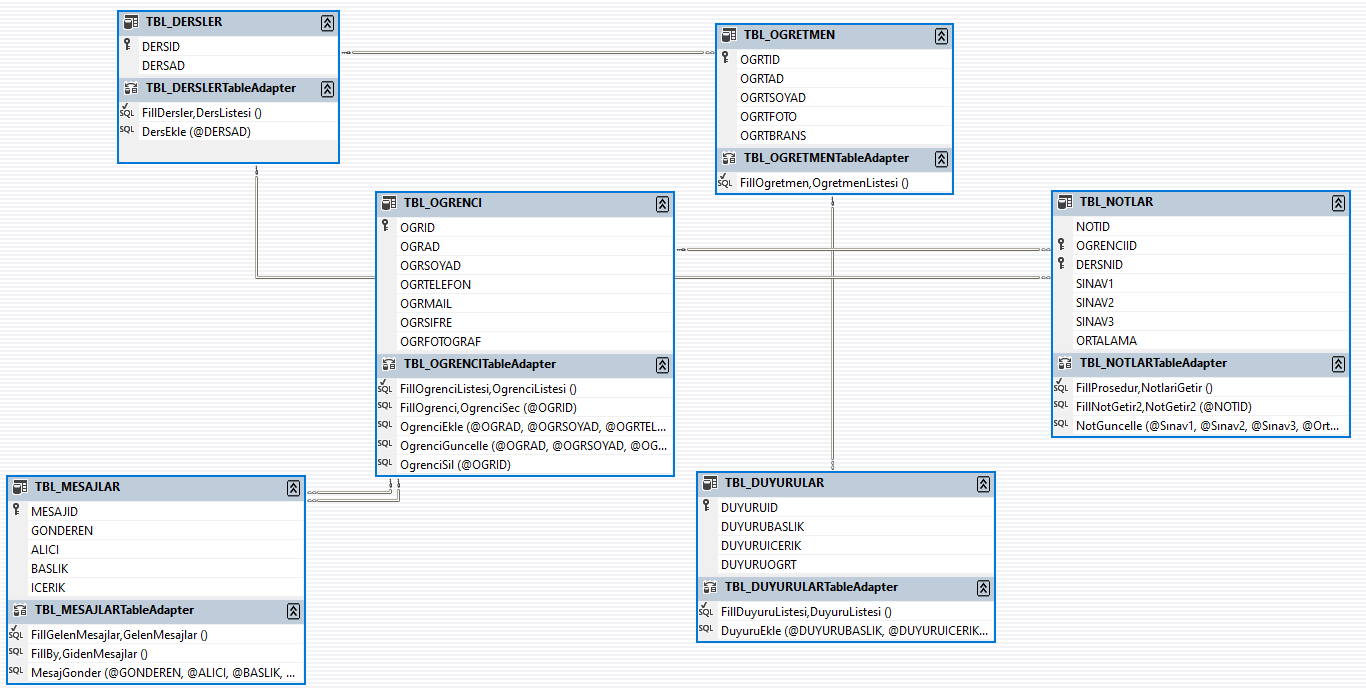 TBL_DERSLER
DERSID
DERSAD
TBL_DERSLERTableAdapter
SQL FillDersler,DersListesi ()
SQL DersEkle (@DERSAD)
TBL_OGRETMEN
OGRTID
OGRTAD
OGRTSOYAD
OGRTFOTO
OGRTBRANS
TBL_OGRETMENTableAdapter
SQL FillOgretmen,OgretmenListesi ()
TBL_OGRENCI
OGRID
OGRAD
OGRSOYAD
OGRTELEFON
OGRMAIL
OGRSIFRE
OGRFOTOGRAF
TBL_OGRENCITableAdapter
SQL FillOgrenciListesi,OgrenciListesi ()
SQL FillOgrenci,OgrenciSec (@OGRID)
SQL OgrenciEkle (@OGRAD, @OGRSOYAD, @OGRTEL...
SQL OgrenciGuncelle (@OGRAD, @OGRSOYAD, @OG...
SQL OgrenciSil (@OGRID)
TBL_NOTLAR
NOTID
OGRENCIID
DERSNID
SINAV1
SINAV2
SINAV3
ORTALAMA
TBL_NOTLARTableAdapter
SQL FillProsedur,NotlariGetir ()
SQL FillNotGetir2,NotGetir2 (@NOTID)
SQL NotGuncelle (@Sınav1, @Sınav2, @Sınav3, @Ort...
TBL_MESAJLAR
MESAJID
GONDEREN
ALICI
BASLIK
ICERIK
TBL_MESAJLARTableAdapter
SQL FillGelenMesajlar,GelenMesajlar ()
SQL FillBy,GidenMesajlar ()
SQL MesajGonder (@GONDEREN, @ALICI, @BASLIK, ...
TBL_DUYURULAR
DUYURUID
DUYURUBASLIK
DUYURUICERIK
DUYURUOGRT
TBL_DUYURULARTableAdapter
SQL FillDuyuruListesi,DuyuruListesi ()
SQL DuyuruEkle (@DUYURUBASLIK, @DUYURUICERIK...